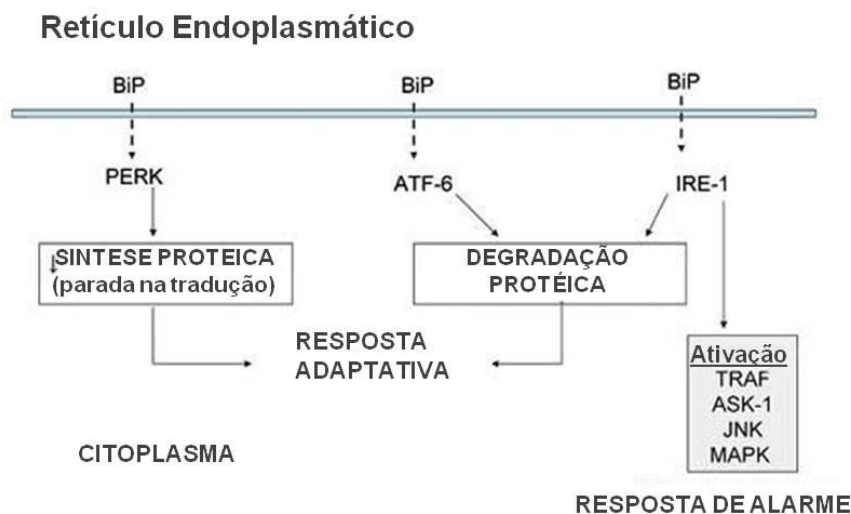 Retículo Endoplasmático
BiP BiP BiP
PERK ATF-6 IRE-1
↓SINTESE PROTEICA
(parada na tradução)
DEGRADAÇÃO
PROTÉICA
RESPOSTA
ADAPTATIVA
Ativação
TRAF
ASK-1
JNK
MAPK
CITOPLASMA
RESPOSTA DE ALARME